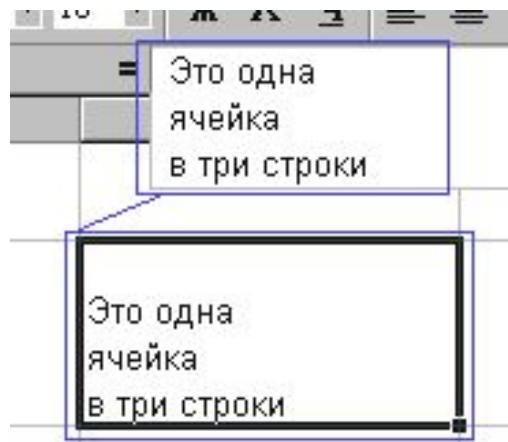 =
Это одна
ячейка
в три строки
Это одна
ячейка
в три строки